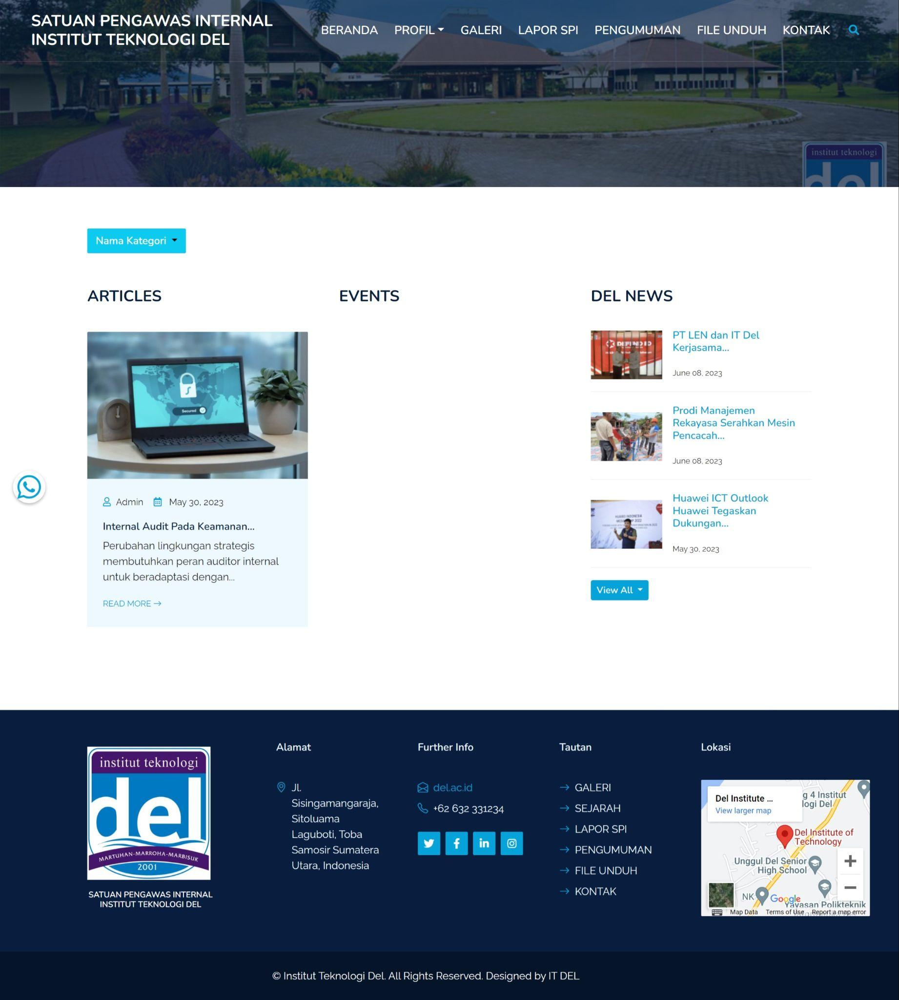 SATUAN PENGAWAS INTERNAL
INSTITUT TEKNOLOGI DEL
BERANDA PROFIL GALERI LAPOR SPI PENGUMUMAN FILE UNDUH KONTAK
institut teknologi
del
Nama Kategori
ARTICLES
Secured
Admin May 30, 2023
Internal Audit Pada Keamanan...
Perubahan lingkungan strategis
membutuhkan peran auditor internal
untuk beradaptasi dengan...
READ MORE →
EVENTS
DEL NEWS
DEFEND ID
PT LEN dan IT Del
Kerjasama...
June 08, 2023
Prodi Manajemen
Rekayasa Serahkan Mesin
Pencacah...
June 08, 2023
HUAWEI INDONESIA
2022
Huawei ICT Outlook
Huawei Tegaskan
Dukungan...
May 30, 2023
View All
institut teknologi
del
MARTUHAN-MARROHA-MARBISUK
2001
SATUAN PENGAWAS INTERNAL
INSTITUT TEKNOLOGI DEL
Alamat
Jl.
Sisingamangaraja,
Sitoluama
Laguboti, Toba
Samosir Sumatera
Utara, Indonesia
Further Info
del.ac.id
+62 632 331234
Tautan
→ GALERI
→ SEJARAH
→ LAPOR SPI
→ PENGUMUMAN
→ FILE UNDUH
→ KONTAK
Lokasi
Del Institute ...
View larger map
g 4 Institut
logi Del
Del Institute of
Technology
Unggul Del Senior
High School
NK
Google
Yayasan Polikteknik
Map Data Terms of Use Report a map error
© Institut Teknologi Del. All Rights Reserved. Designed by IT DEL